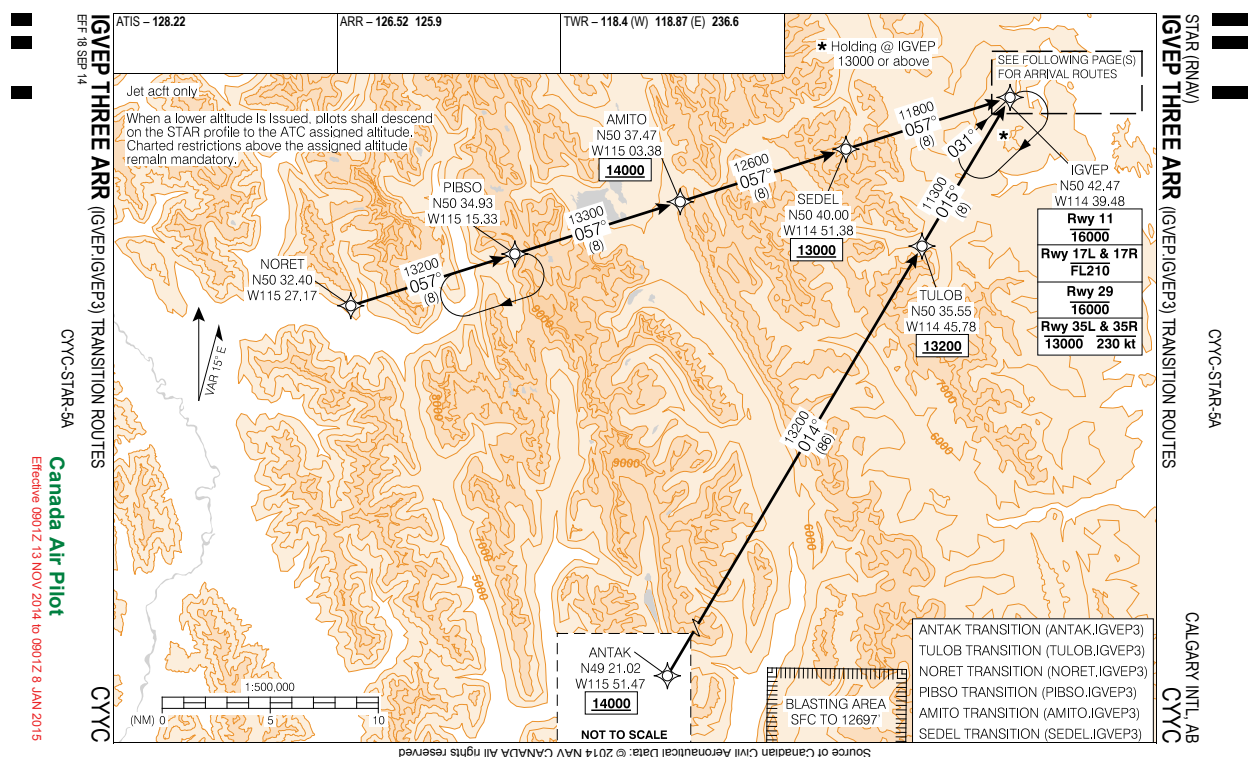 IGVEP THREE ARR (IGVEP.IGVEP3) TRANSITION ROUTES
EFF 18 SEP 14
CYYC-STAR-5A
CYYC
Canada Air Pilot
Effective 0901Z 13 NOV 2014 to 0901Z 8 JAN 2015
ATIS – 128.22
ARR – 126.52 125.9
TWR – 118.4 (W) 118.87 (E) 236.6
Jet acft only
When a lower altitude is issued, pilots shall descend
on the STAR profile to the ATC assigned altitude.
Charted restrictions above the assigned altitude
remain mandatory.
* Holding @ IGVEP
13000 or above
SEE FOLLOWING PAGE(S)
FOR ARRIVAL ROUTES
AMITO
N50 37.47
W115 03.38
14000
PIBSO
N50 34.93
W115 15.33
NORET
N50 32.40
W115 27.17
13200
057°
(8)
13300
057°
(8)
12600
057°
(8)
11800
057°
(8)
031°
*
SEDEL
N50 40.00
W114 51.38
13000
11300
015°
(8)
IGVEP
N50 42.47
W114 39.48
Rwy 11
16000
Rwy 17L & 17R
FL210
Rwy 29
16000
Rwy 35L & 35R
13000 230 kt
TULOB
N50 35.55
W114 45.78
13200
13200
014°
(86)
VAR 15° E
9000
8000
9000
7000
5000
7000
6000
6000
ANTAK
N49 21.02
W115 51.47
14000
NOT TO SCALE
BLASTING AREA
SFC TO 12697'
ANTAK TRANSITION (ANTAK.IGVEP3)
TULOB TRANSITION (TULOB.IGVEP3)
NORET TRANSITION (NORET.IGVEP3)
PIBSO TRANSITION (PIBSO.IGVEP3)
AMITO TRANSITION (AMITO.IGVEP3)
SEDEL TRANSITION (SEDEL.IGVEP3)
1:500,000
(NM) 0 5 10
Source of Canadian Civil Aeronautical Data: © 2014 NAV CANADA All rights reserved
STAR (RNAV)
IGVEP THREE ARR (IGVEP.IGVEP3) TRANSITION ROUTES
CYYC-STAR-5A
CALGARY INTL, AB
CYYC